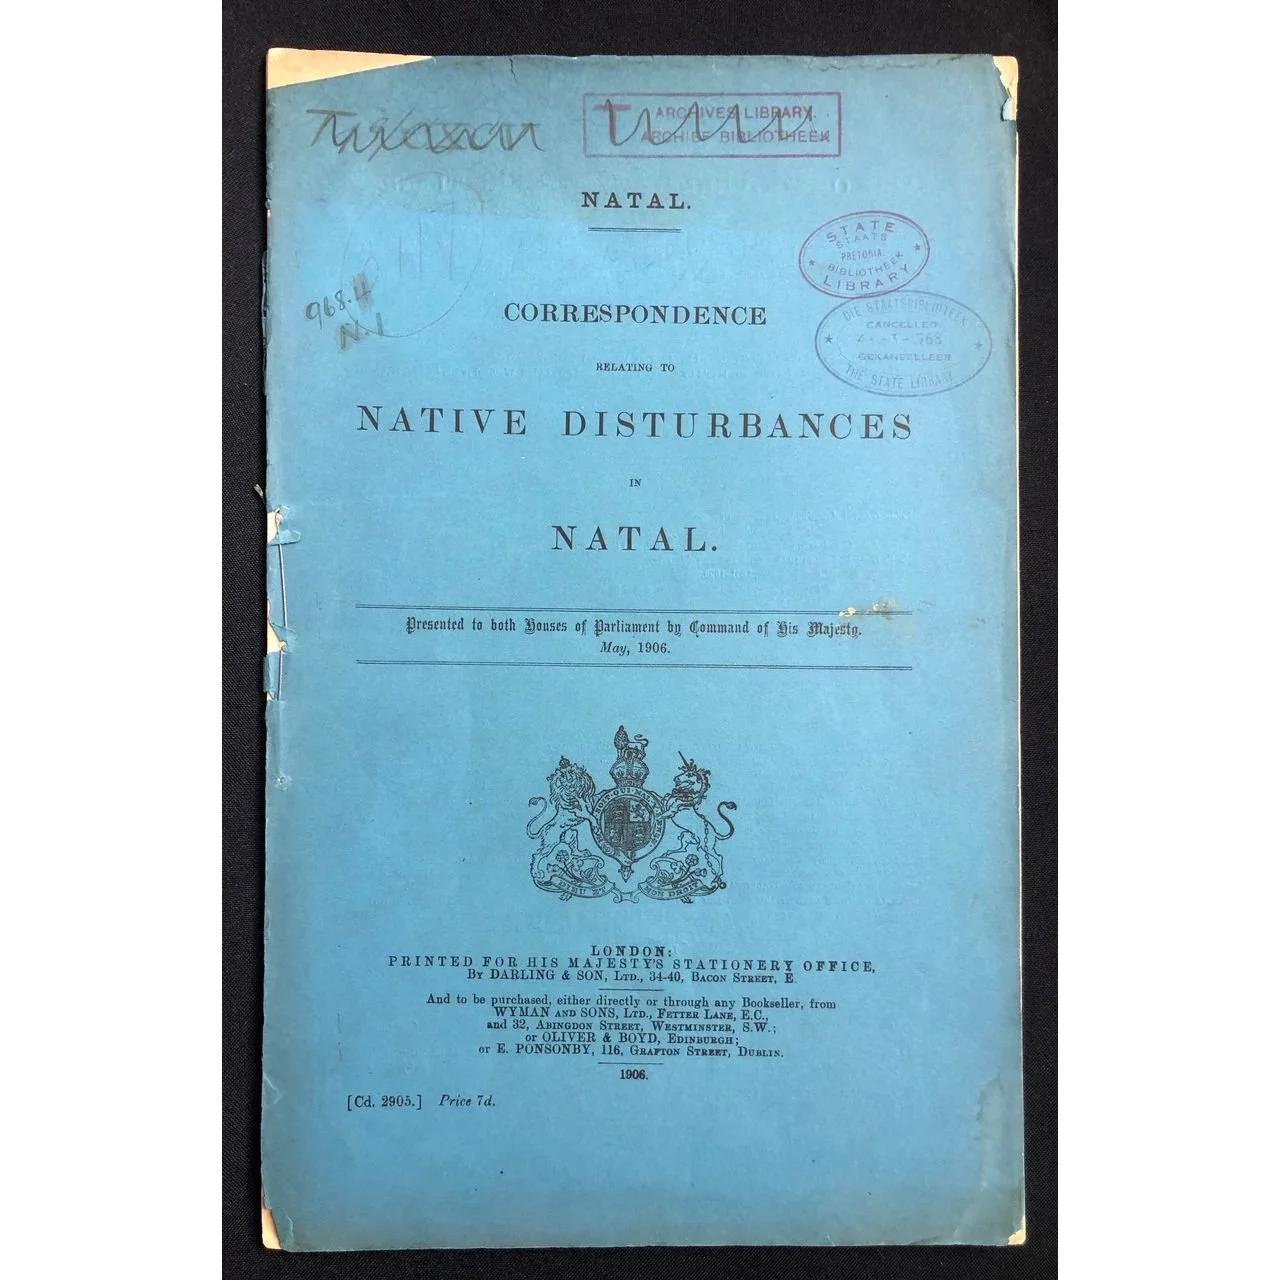 ARCHIVES LIBRARY.
ARCHIEF BIBLIOTHEEK
NATAL.
STATE
STAATS
PRETORIA
BIBLIOTHEEK
LIBRARY
968.4
N.1
DIE STAATSBIBLIOTEEK
CANCELLED
GEKANSELLEER
THE STATE LIBRARY
CORRESPONDENCE
RELATING TO
NATIVE DISTURBANCES
IN
NATAL.
Presented to both Houses of Parliament by Command of His Majesty.
May, 1906.
DIEU ET MON DROIT
LONDON:
PRINTED FOR HIS MAJESTY'S STATIONERY OFFICE,
By DARLING & SON, Ltd., 34-40, Bacon Street, E.
And to be purchased, either directly or through any Bookseller, from
WYMAN AND SONS, Ltd., Fetter Lane, E.C.,
and 32, Abingdon Street, Westminster, S.W.;
or OLIVER & BOYD, Edinburgh;
or E. PONSONBY, 116, Grafton Street, Dublin.
1906.
[Cd. 2905.] Price 7d.